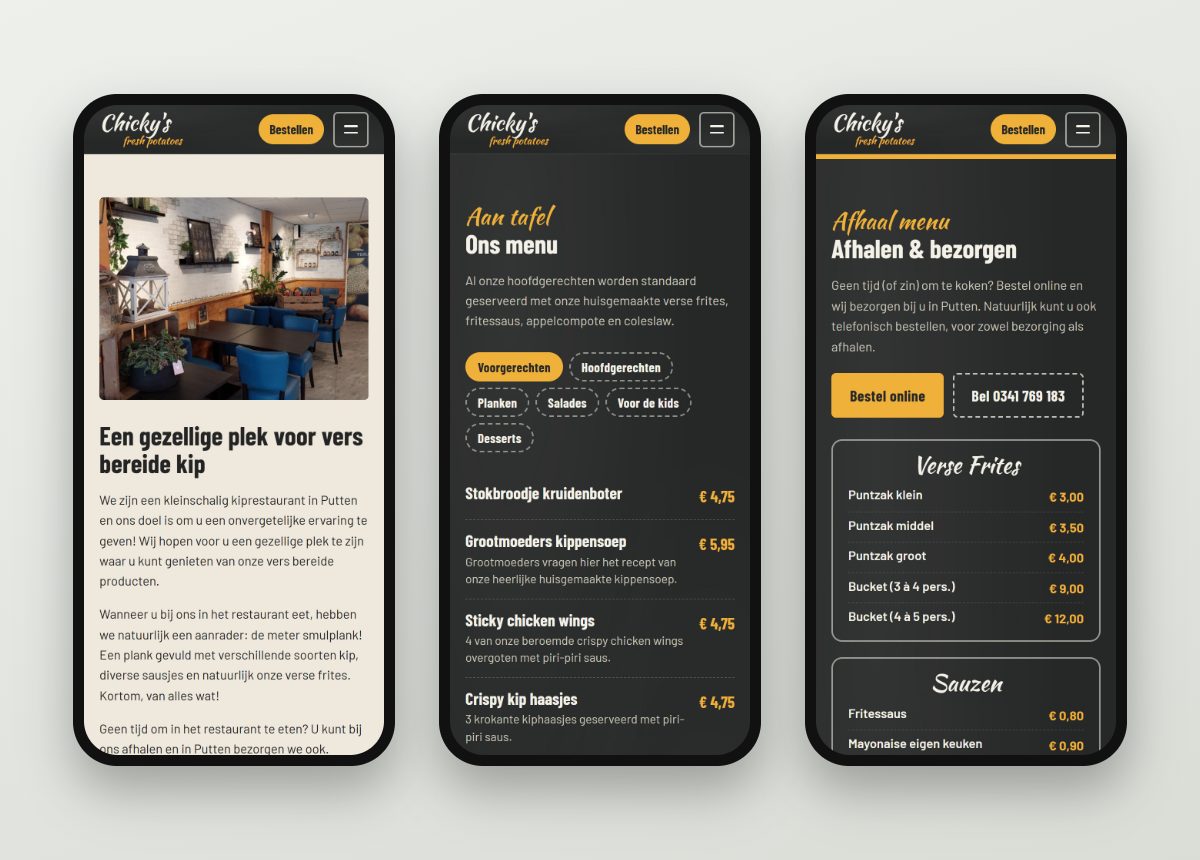 Chicky's
fresh potatoes
Bestellen
Een gezellige plek voor vers
bereide kip
We zijn een kleinschalig kiprestaurant in Putten
en ons doel is om u een onvergetelijke ervaring te
geven! Wij hopen voor u een gezellige plek te zijn
waar u kunt genieten van onze vers bereide
producten.
Wanneer u bij ons in het restaurant eet, hebben
we natuurlijk een aanrader: de meter smulplank!
Een plank gevuld met verschillende soorten kip,
diverse sausjes en natuurlijk onze verse frites.
Kortom, van alles wat!
Geen tijd om in het restaurant te eten? U kunt bij
ons afhalen en in Putten bezorgen we ook.
Chicky's
fresh potatoes
Bestellen
Aan tafel
Ons menu
Al onze hoofdgerechten worden standaard
geserveerd met onze huisgemaakte verse frites,
fritessaus, appelcompote en coleslaw.
Voorgerechten Hoofdgerechten
Planken Salades Voor de kids
Desserts
Stokbroodje kruidenboter € 4,75
Grootmoeders kippensoep € 5,95
Grootmoeders vragen hier het recept van
onze heerlijke huisgemaakte kippensoep.
Sticky chicken wings € 4,75
4 van onze beroemde crispy chicken wings
overgoten met piri-piri saus.
Crispy kip haasjes € 4,75
3 krokante kiphaasjes geserveerd met piri-
piri saus.
Chicky's
fresh potatoes
Bestellen
Afhaal menu
Afhalen & bezorgen
Geen tijd (of zin) om te koken? Bestel online en
wij bezorgen bij u in Putten. Natuurlijk kunt u ook
telefonisch bestellen, voor zowel bezorging als
afhalen.
Bestel online Bel 0341 769 183
Verse Frites
Puntzak klein € 3,00
Puntzak middel € 3,50
Puntzak groot € 4,00
Bucket (3 à 4 pers.) € 9,00
Bucket (4 à 5 pers.) € 12,00
Sauzen
Fritessaus € 0,80
Mayonaise eigen keuken € 0,90